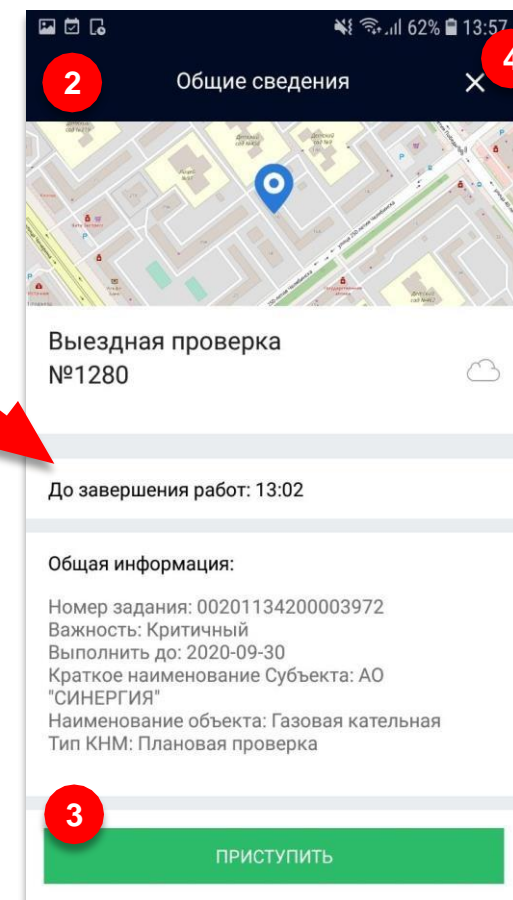 62% 13:57
4
2
Общие сведения
Выездная проверка
№1280
До завершения работ: 13:02
Общая информация:
Номер задания: 00201134200003972
Важность: Критичный
Выполнить до: 2020-09-30
Краткое наименование Субъекта: АО
"СИНЕРГИЯ"
Наименование объекта: Газовая кательная
Тип КНМ: Плановая проверка
3
ПРИСТУПИТЬ